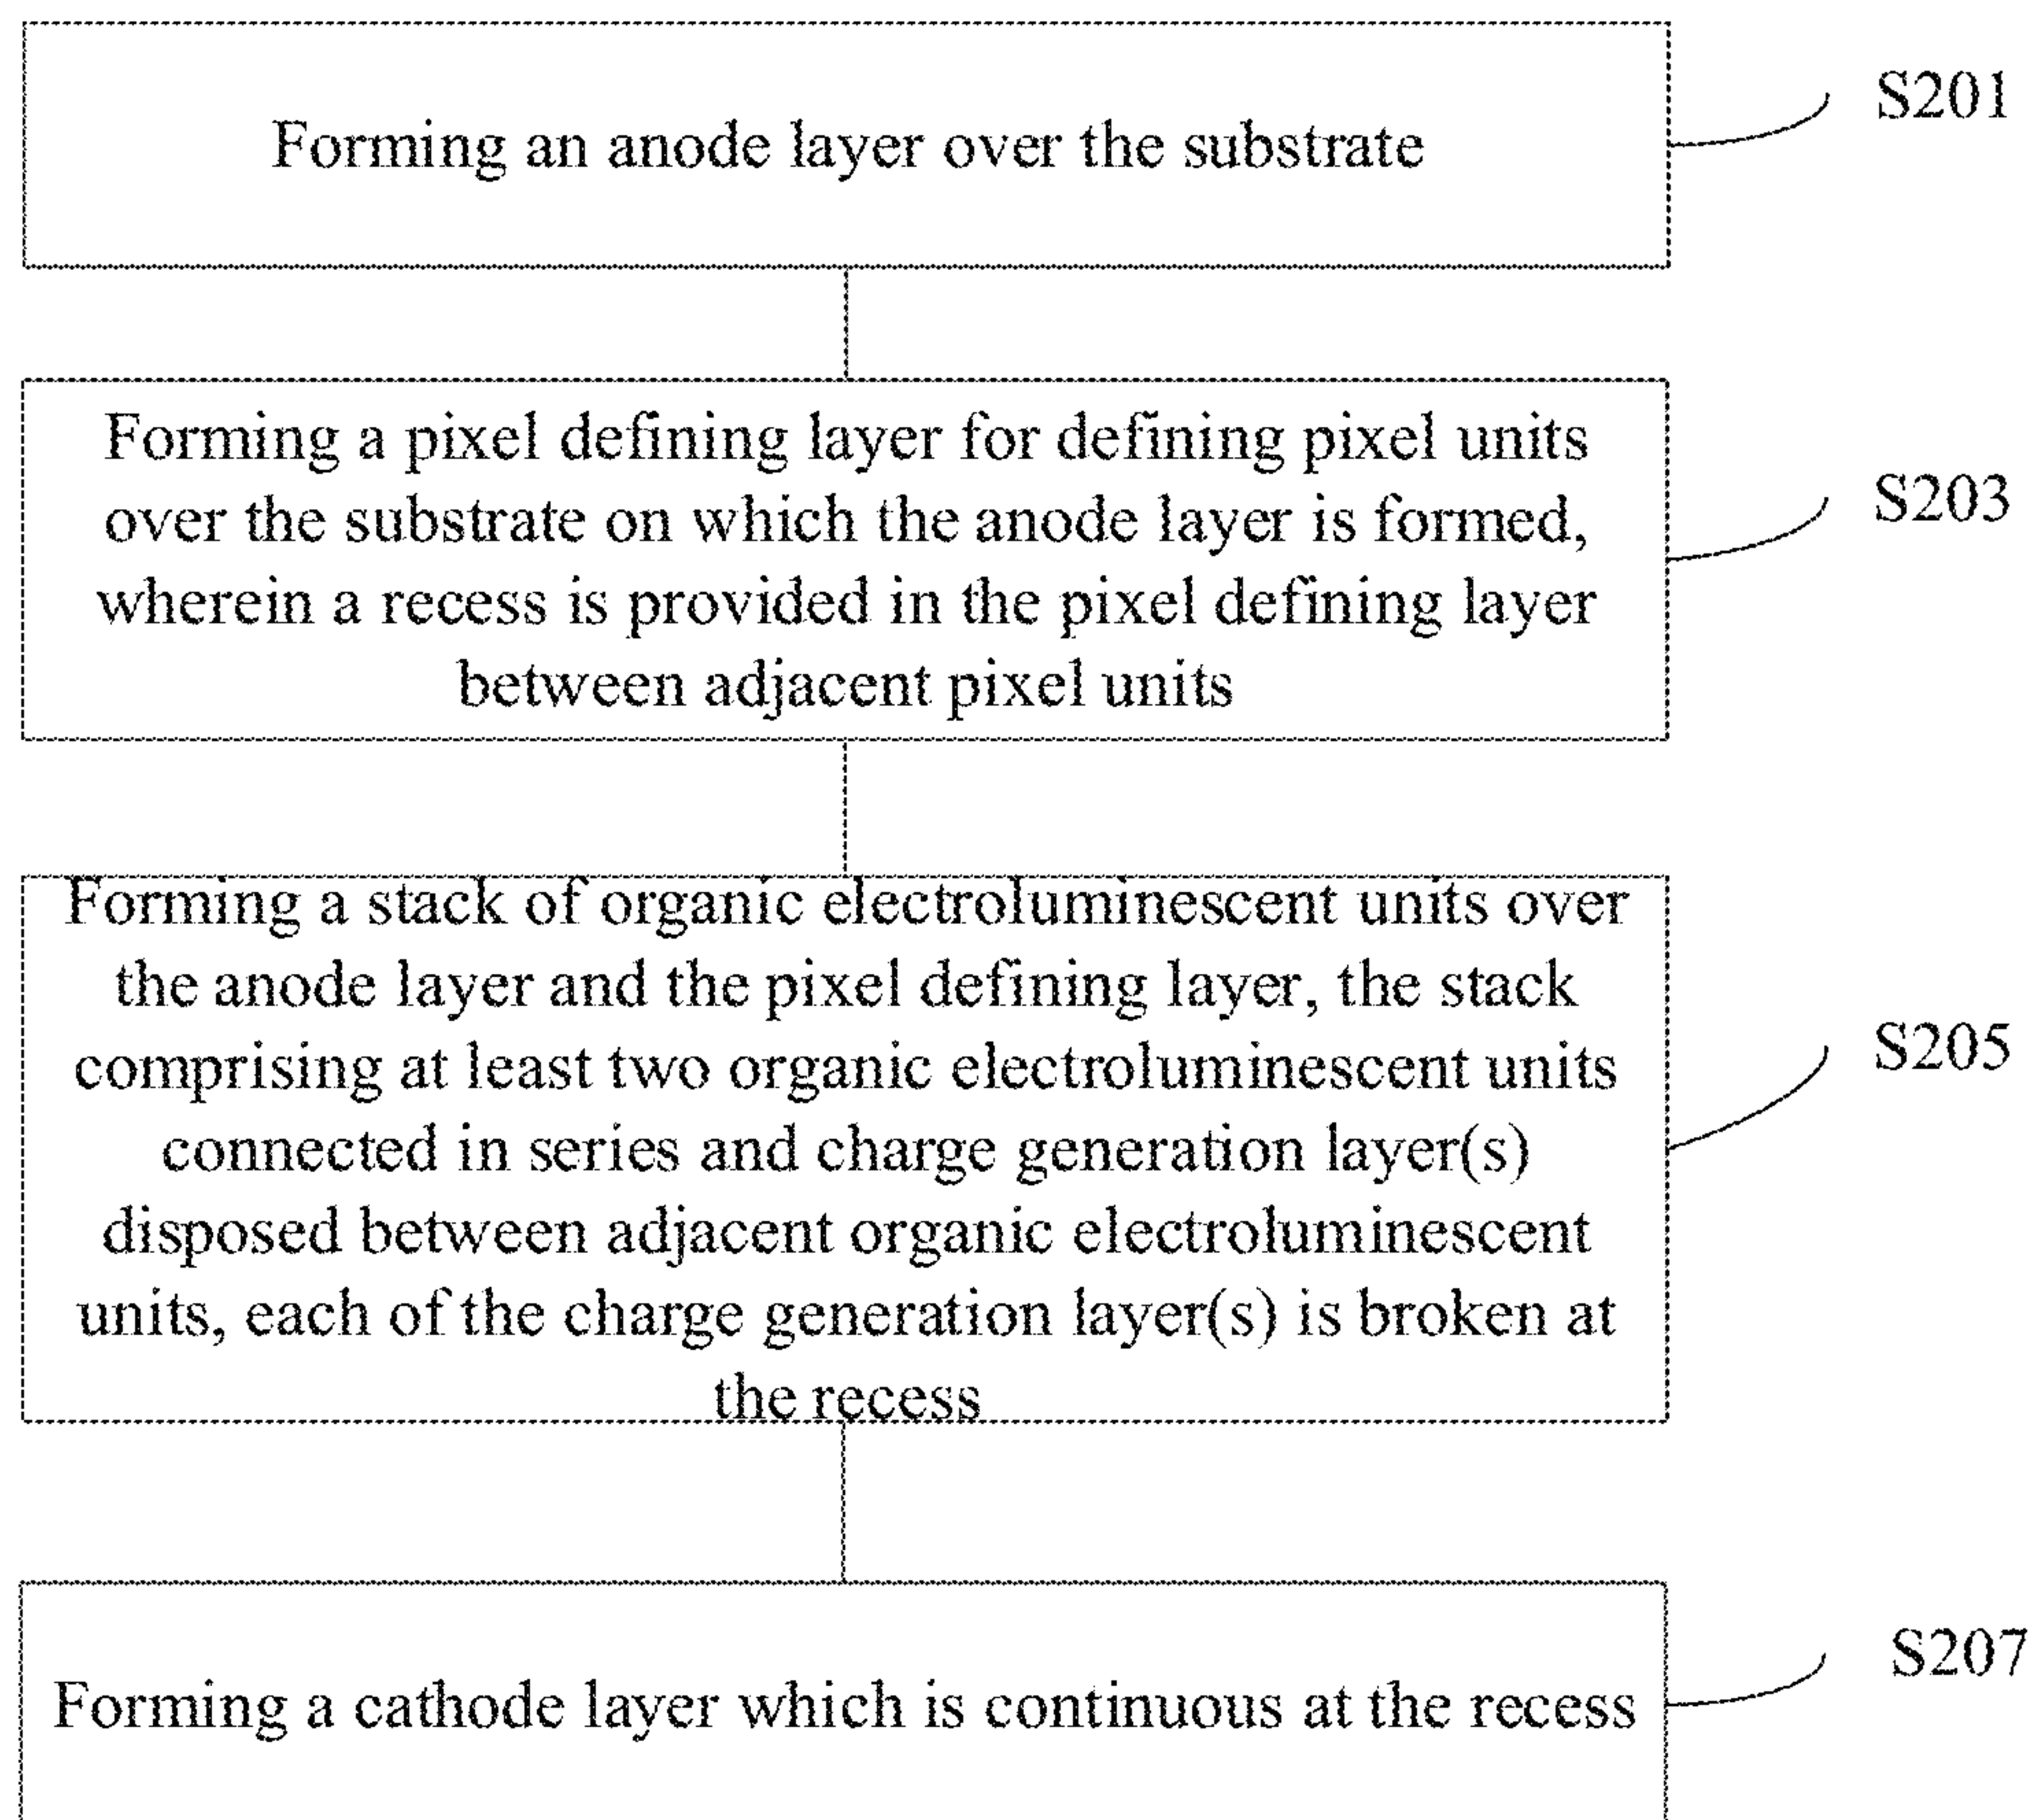 Forming an anode layer over the substrate
S201
Forming a pixel defining layer for defining pixel units
over the substrate on which the anode layer is formed,
wherein a recess is provided in the pixel defining layer
between adjacent pixel units
S203
Forming a stack of organic electroluminescent units over
the anode layer and the pixel defining layer, the stack
comprising at least two organic electroluminescent units
connected in series and charge generation layer(s)
disposed between adjacent organic electroluminescent
units, each of the charge generation layer(s) is broken at
the recess
S205
Forming a cathode layer which is continuous at the recess
S207